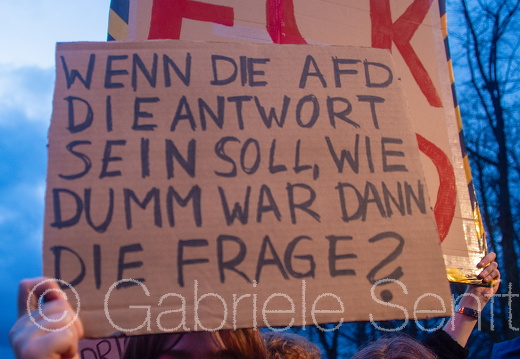 WENN DIE AFD
DIE ANTWORT
SEIN SOLL, WIE
DUMM WAR DANN
DIE FRAGE?
© Gabriele Senft